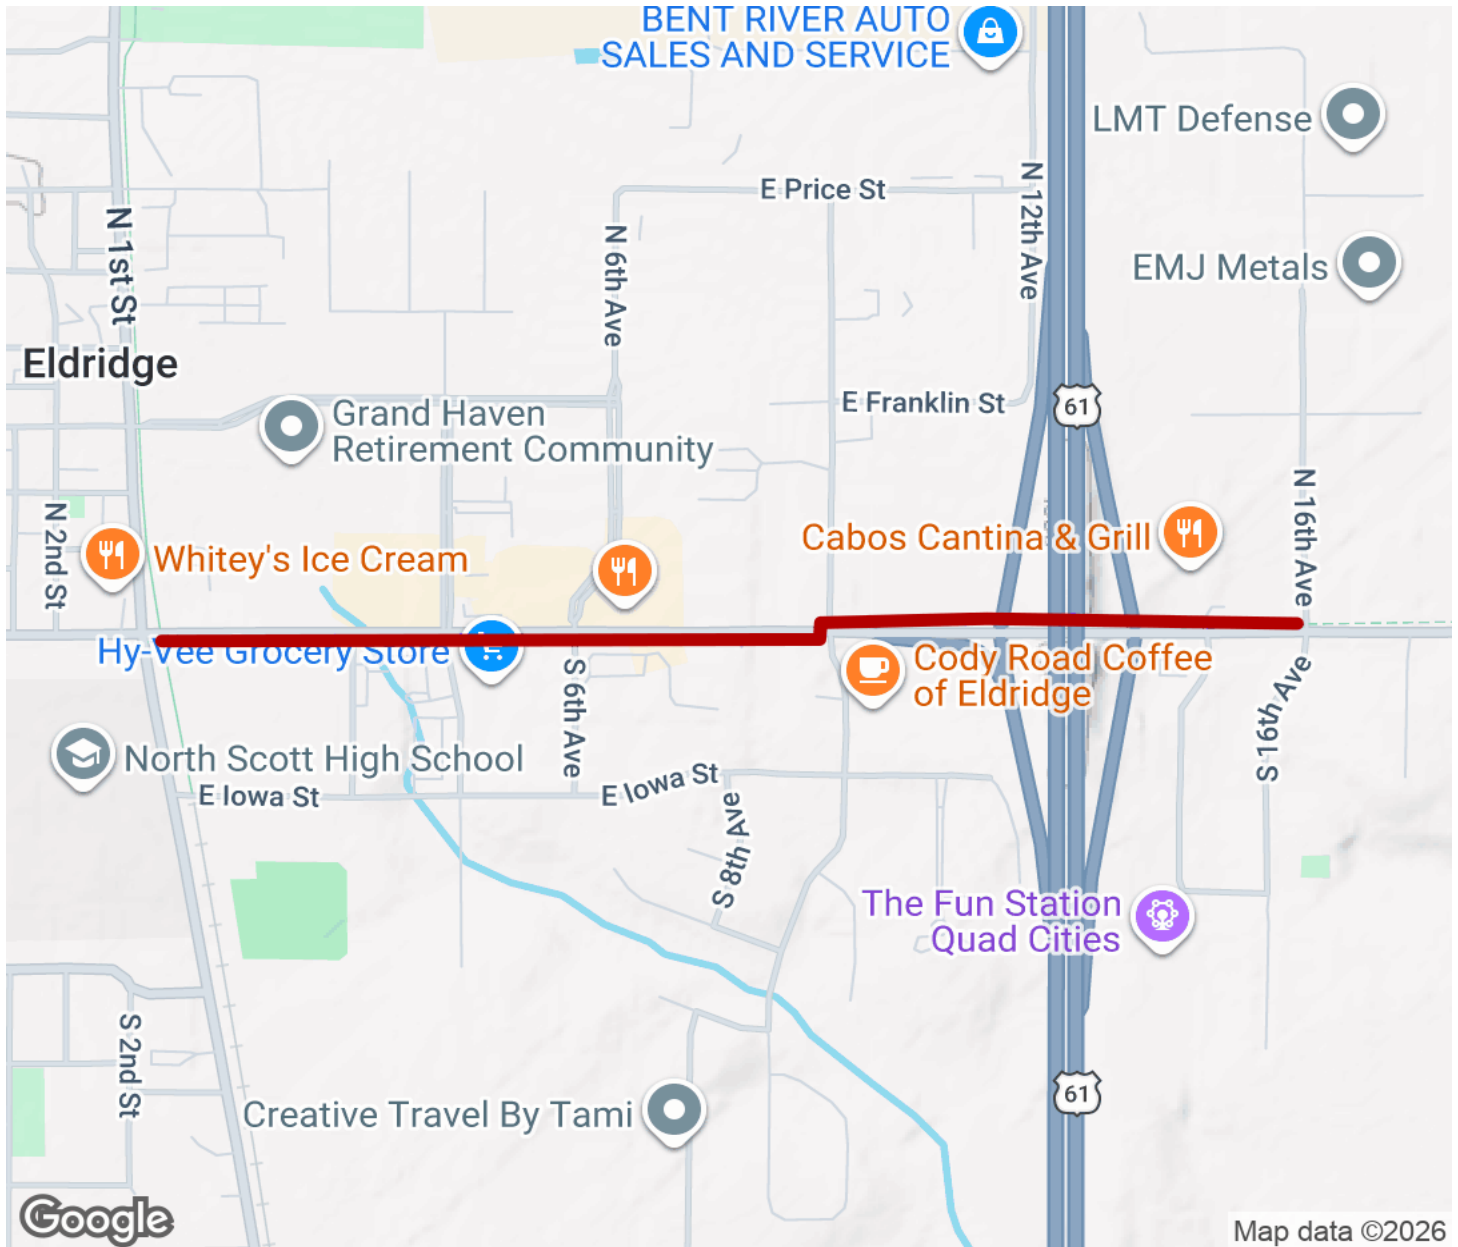 BENT RIVER AUTO
SALES AND SERVICE
LMT Defense
E Price St
N 12th Ave
N 1st St
N 6th Ave
EMJ Metals
Eldridge
E Franklin St
61
Grand Haven
Retirement Community
N 2nd St
N 16th Ave
Whitey's Ice Cream
Cabos Cantina & Grill
Hy-Vee Grocery Store
S 6th Ave
Cody Road Coffee
of Eldridge
S 16th Ave
North Scott High School
E Iowa St
E Iowa St
S 8th Ave
The Fun Station
Quad Cities
S 2nd St
61
Creative Travel By Tami
Google
Map data ©2026